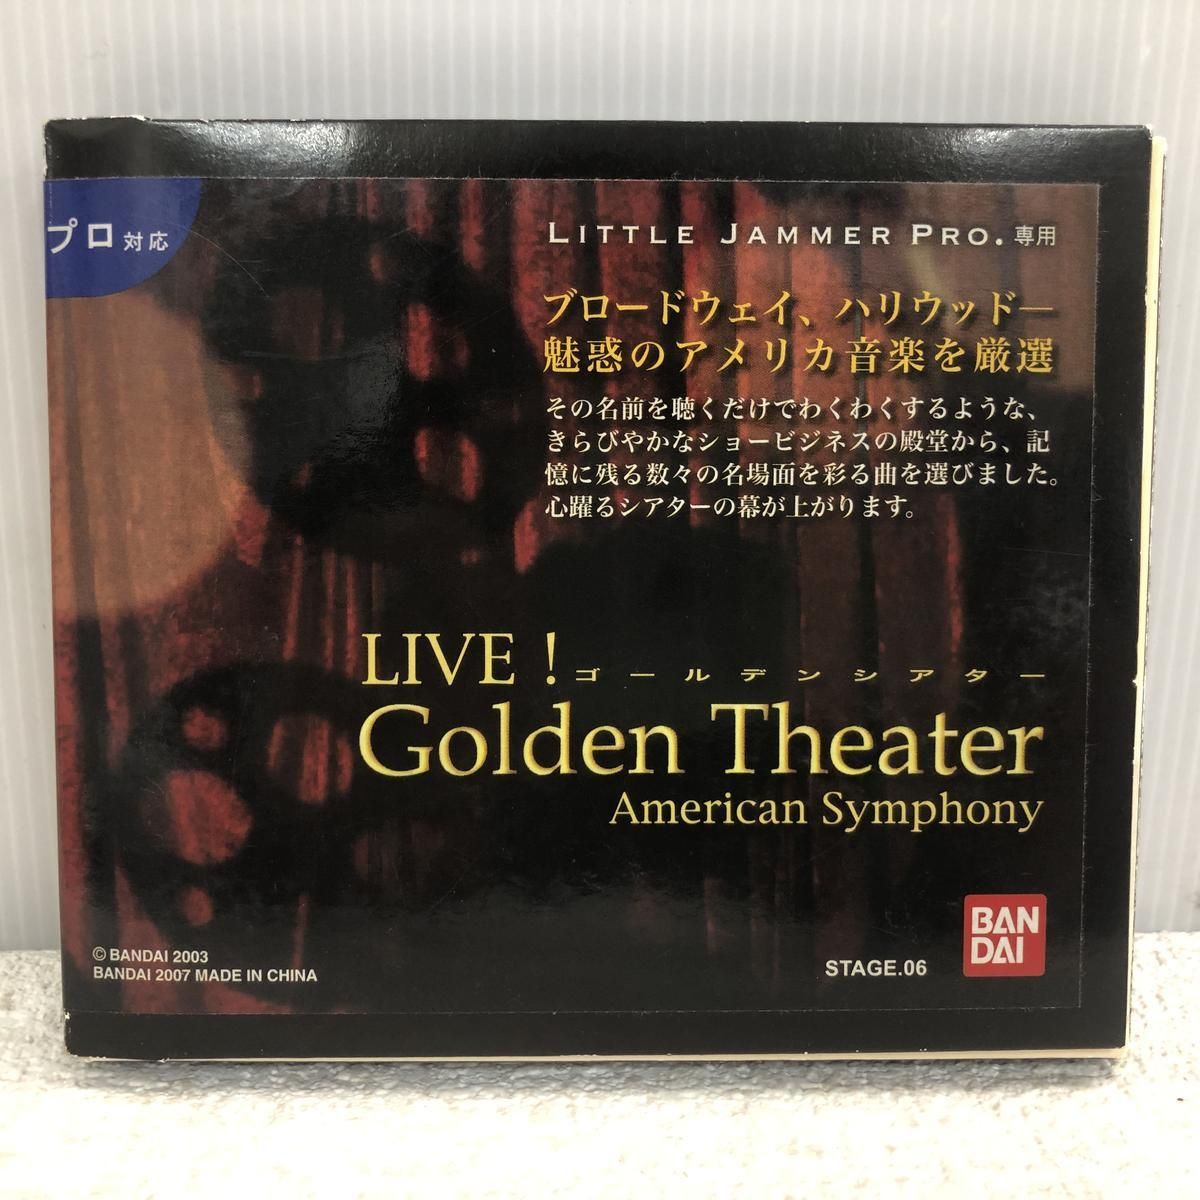 プロ対応
LITTLE JAMMER PRO.専用
ブロードウェイ、ハリウッド―
魅惑のアメリカ音楽を厳選
その名前を聴くだけでわくわくするような、
きらびやかなショービジネスの殿堂から、記
憶に残る数々の名場面を彩る曲を選びました。
心躍るシアターの幕が上がります。
LIVE ! ゴールデンシアター
Golden Theater
American Symphony
© BANDAI 2003
BANDAI 2007 MADE IN CHINA
STAGE.06
BAN
DAI